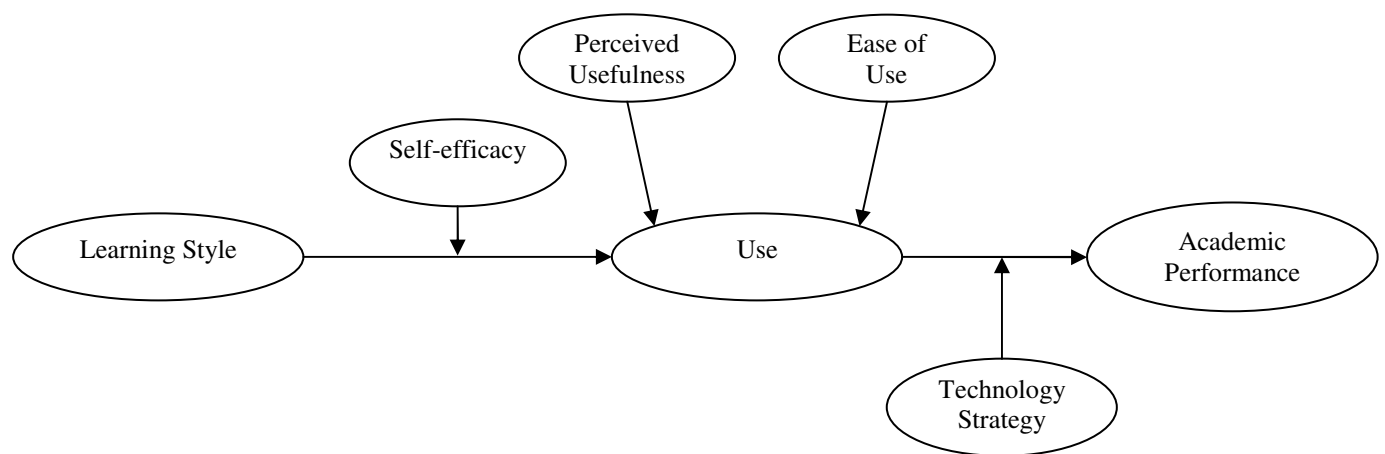 Perceived
Usefulness
Ease of
Use
Self-efficacy
Learning Style
Use
Academic
Performance
Technology
Strategy